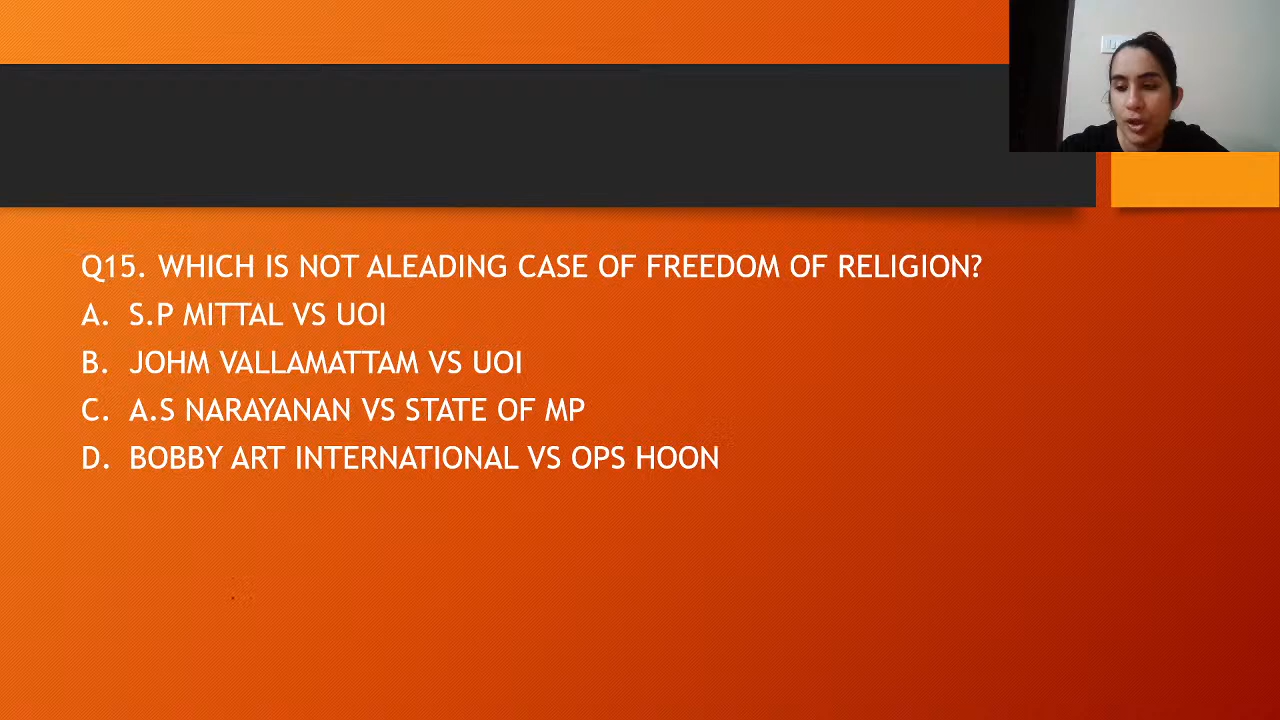 Q15. WHICH IS NOT ALEADING CASE OF FREEDOM OF RELIGION?
A. S.P MITTAL VS UOI
B. JOHM VALLAMATTAM VS UOI
C. A.S NARAYANAN VS STATE OF MP
D. BOBBY ART INTERNATIONAL VS OPS HOON